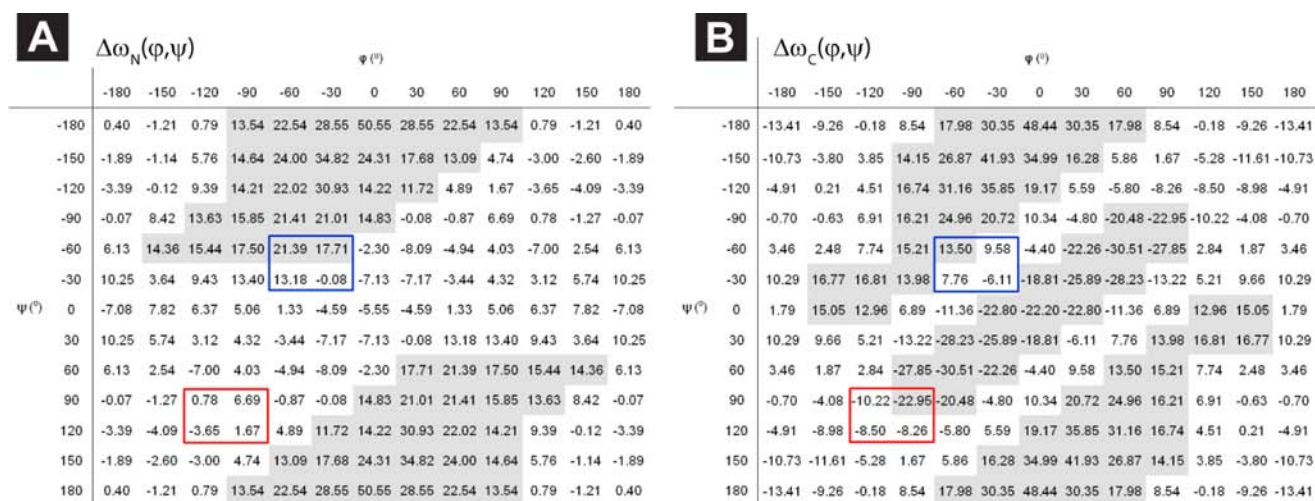 A
Δω_N(φ,ψ)
φ (º)
-180 -150 -120 -90 -60 -30 0 30 60 90 120 150 180
-180 0.40 -1.21 0.79 13.54 22.54 28.55 50.55 28.55 22.54 13.54 0.79 -1.21 0.40
-150 -1.89 -1.14 5.76 14.64 24.00 34.82 24.31 17.68 13.09 4.74 -3.00 -2.60 -1.89
-120 -3.39 -0.12 9.39 14.21 22.02 30.93 14.22 11.72 4.89 1.67 -3.65 -4.09 -3.39
-90 -0.07 8.42 13.63 15.85 21.41 21.01 14.83 -0.08 -0.87 6.69 0.78 -1.27 -0.07
-60 6.13 14.36 15.44 17.50 21.39 17.71 -2.30 -8.09 -4.94 4.03 -7.00 2.54 6.13
-30 10.25 3.64 9.43 13.40 13.18 -0.08 -7.13 -7.17 -3.44 4.32 3.12 5.74 10.25
ψ (º) 0 -7.08 7.82 6.37 5.06 1.33 -4.59 -5.55 -4.59 1.33 5.06 6.37 7.82 -7.08
30 10.25 5.74 3.12 4.32 -3.44 -7.17 -7.13 -0.08 13.18 13.40 9.43 3.64 10.25
60 6.13 2.54 -7.00 4.03 -4.94 -8.09 -2.30 17.71 21.39 17.50 15.44 14.36 6.13
90 -0.07 -1.27 0.78 6.69 -0.87 -0.08 14.83 21.01 21.41 15.85 13.63 8.42 -0.07
120 -3.39 -4.09 -3.65 1.67 4.89 11.72 14.22 30.93 22.02 14.21 9.39 -0.12 -3.39
150 -1.89 -2.60 -3.00 4.74 13.09 17.68 24.31 34.82 24.00 14.64 5.76 -1.14 -1.89
180 0.40 -1.21 0.79 13.54 22.54 28.55 50.55 28.55 22.54 13.54 0.79 -1.21 0.40
B
Δω_C(φ,ψ)
φ (º)
-180 -150 -120 -90 -60 -30 0 30 60 90 120 150 180
-180 -13.41 -9.26 -0.18 8.54 17.98 30.35 48.44 30.35 17.98 8.54 -0.18 -9.26 -13.41
-150 -10.73 -3.80 3.85 14.15 26.87 41.93 34.99 16.28 5.86 1.67 -5.28 -11.61 -10.73
-120 -4.91 0.21 4.51 16.74 31.16 35.85 19.17 5.59 -5.80 -8.26 -8.50 -8.98 -4.91
-90 -0.70 -0.63 6.91 16.21 24.96 20.72 10.34 -4.80 -20.48 -22.95 -10.22 -4.08 -0.70
-60 3.46 2.48 7.74 15.21 13.50 9.58 -4.40 -22.26 -30.51 -27.85 2.84 1.87 3.46
-30 10.29 16.77 16.81 13.98 7.76 -6.11 -18.81 -25.89 -28.23 -13.22 5.21 9.66 10.29
ψ (º) 0 1.79 15.05 12.96 6.89 -11.36 -22.80 -22.20 -22.80 -11.36 6.89 12.96 15.05 1.79
30 10.29 9.66 5.21 -13.22 -28.23 -25.89 -18.81 -6.11 7.76 13.98 16.81 16.77 10.29
60 3.46 1.87 2.84 -27.85 -30.51 -22.26 -4.40 9.58 13.50 15.21 7.74 2.48 3.46
90 -0.70 -4.08 -10.22 -22.95 -20.48 -4.80 10.34 20.72 24.96 16.21 6.91 -0.63 -0.70
120 -4.91 -8.98 -8.50 -8.26 -5.80 5.59 19.17 35.85 31.16 16.74 4.51 0.21 -4.91
150 -10.73 -11.61 -5.28 1.67 5.86 16.28 34.99 41.93 26.87 14.15 3.85 -3.80 -10.73
180 -13.41 -9.26 -0.18 8.54 17.98 30.35 48.44 30.35 17.98 8.54 -0.18 -9.26 -13.41